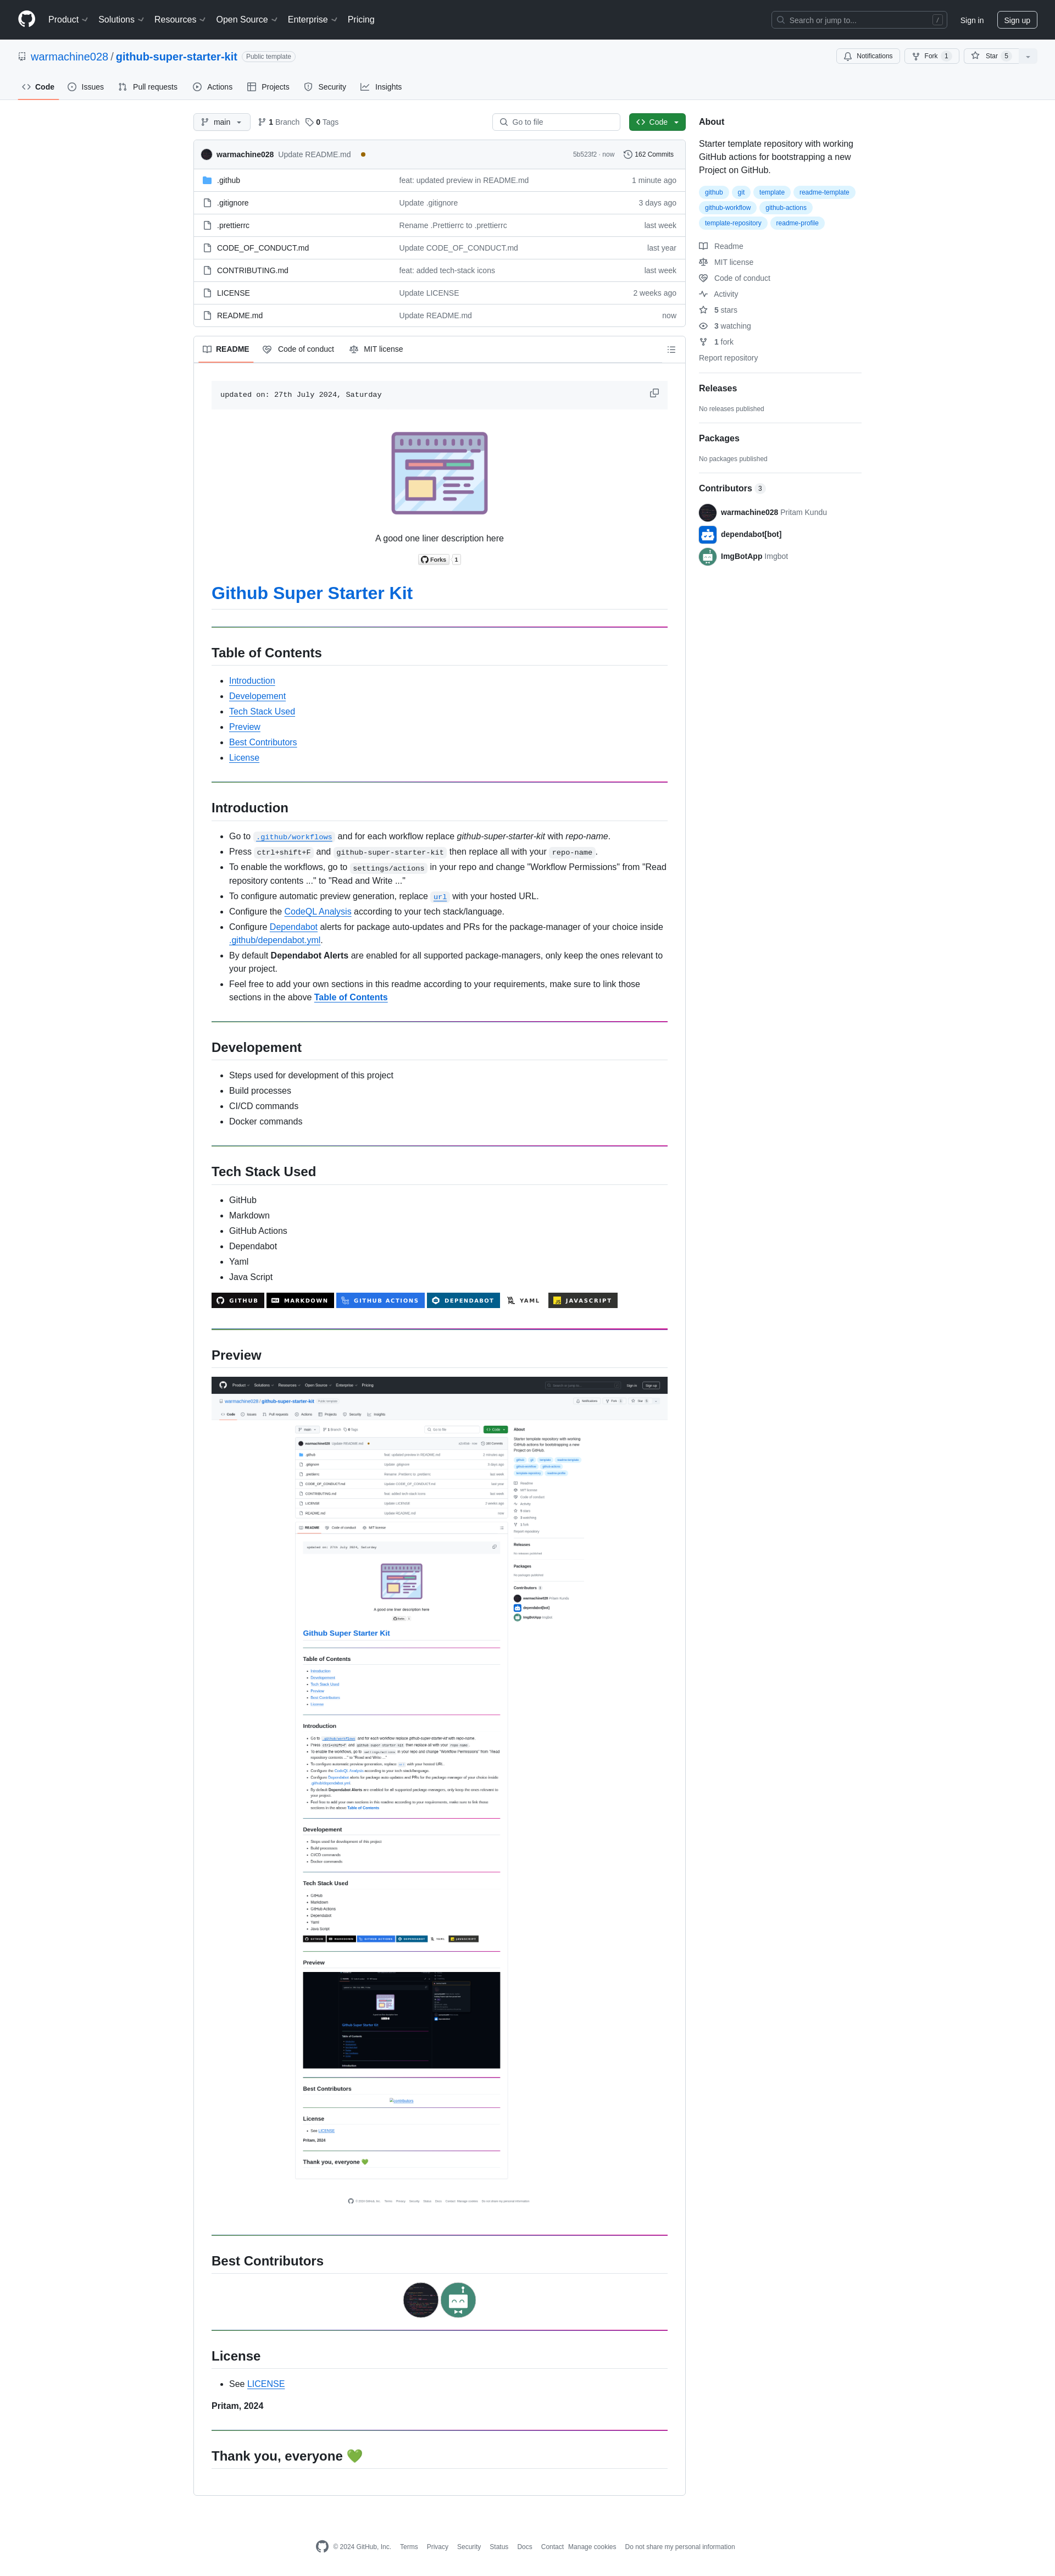 Product Solutions Resources Open Source Enterprise Pricing Search or jump to... / Sign in Sign up
warmachine028 / github-super-starter-kit Public template Notifications Fork 1 Star 5
Code Issues Pull requests Actions Projects Security Insights
main 1 Branch 0 Tags Go to file Code
warmachine028 Update README.md 5b523f2 · now 162 Commits
.github feat: updated preview in README.md 1 minute ago
.gitignore Update .gitignore 3 days ago
.prettierrc Rename .Prettierrc to .prettierrc last week
CODE_OF_CONDUCT.md Update CODE_OF_CONDUCT.md last year
CONTRIBUTING.md feat: added tech-stack icons last week
LICENSE Update LICENSE 2 weeks ago
README.md Update README.md now
README Code of conduct MIT license
updated on: 27th July 2024, Saturday
A good one liner description here
Forks 1
Github Super Starter Kit
Table of Contents
Introduction
Developement
Tech Stack Used
Preview
Best Contributors
License
Introduction
Go to .github/workflows and for each workflow replace github-super-starter-kit with repo-name.
Press ctrl+shift+F and github-super-starter-kit then replace all with your repo-name.
To enable the workflows, go to settings/actions in your repo and change "Workflow Permissions" from "Read
repository contents ..." to "Read and Write ..."
To configure automatic preview generation, replace url with your hosted URL.
Configure the CodeQL Analysis according to your tech stack/language.
Configure Dependabot alerts for package auto-updates and PRs for the package-manager of your choice inside
.github/dependabot.yml.
By default Dependabot Alerts are enabled for all supported package-managers, only keep the ones relevant to
your project.
Feel free to add your own sections in this readme according to your requirements, make sure to link those
sections in the above Table of Contents
Developement
Steps used for development of this project
Build processes
CI/CD commands
Docker commands
Tech Stack Used
GitHub
Markdown
GitHub Actions
Dependabot
Yaml
Java Script
GITHUB MARKDOWN GITHUB ACTIONS DEPENDABOT YAML JAVASCRIPT
Preview
Github Super Starter Kit
Table of Contents
Introduction
Developement
Tech Stack Used
Preview
Best Contributors
License
Thank you, everyone 💚
Best Contributors
License
See LICENSE
Pritam, 2024
Thank you, everyone 💚
About
Starter template repository with working
GitHub actions for bootstrapping a new
Project on GitHub.
github git template readme-template
github-workflow github-actions
template-repository readme-profile
Readme
MIT license
Code of conduct
Activity
5 stars
3 watching
1 fork
Report repository
Releases
No releases published
Packages
No packages published
Contributors 3
warmachine028 Pritam Kundu
dependabot[bot]
ImgBotApp Imgbot
© 2024 GitHub, Inc. Terms Privacy Security Status Docs Contact Manage cookies Do not share my personal information